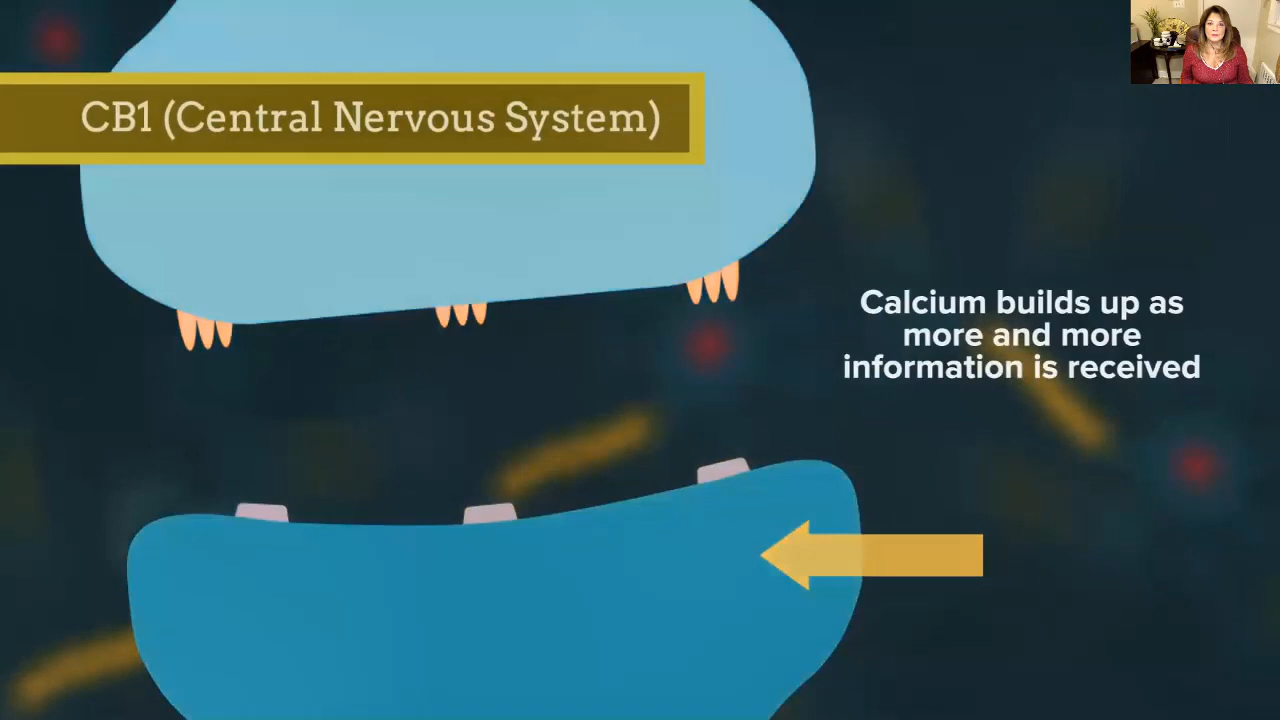 CB1 (Central Nervous System)
Calcium builds up as
more and more
information is received